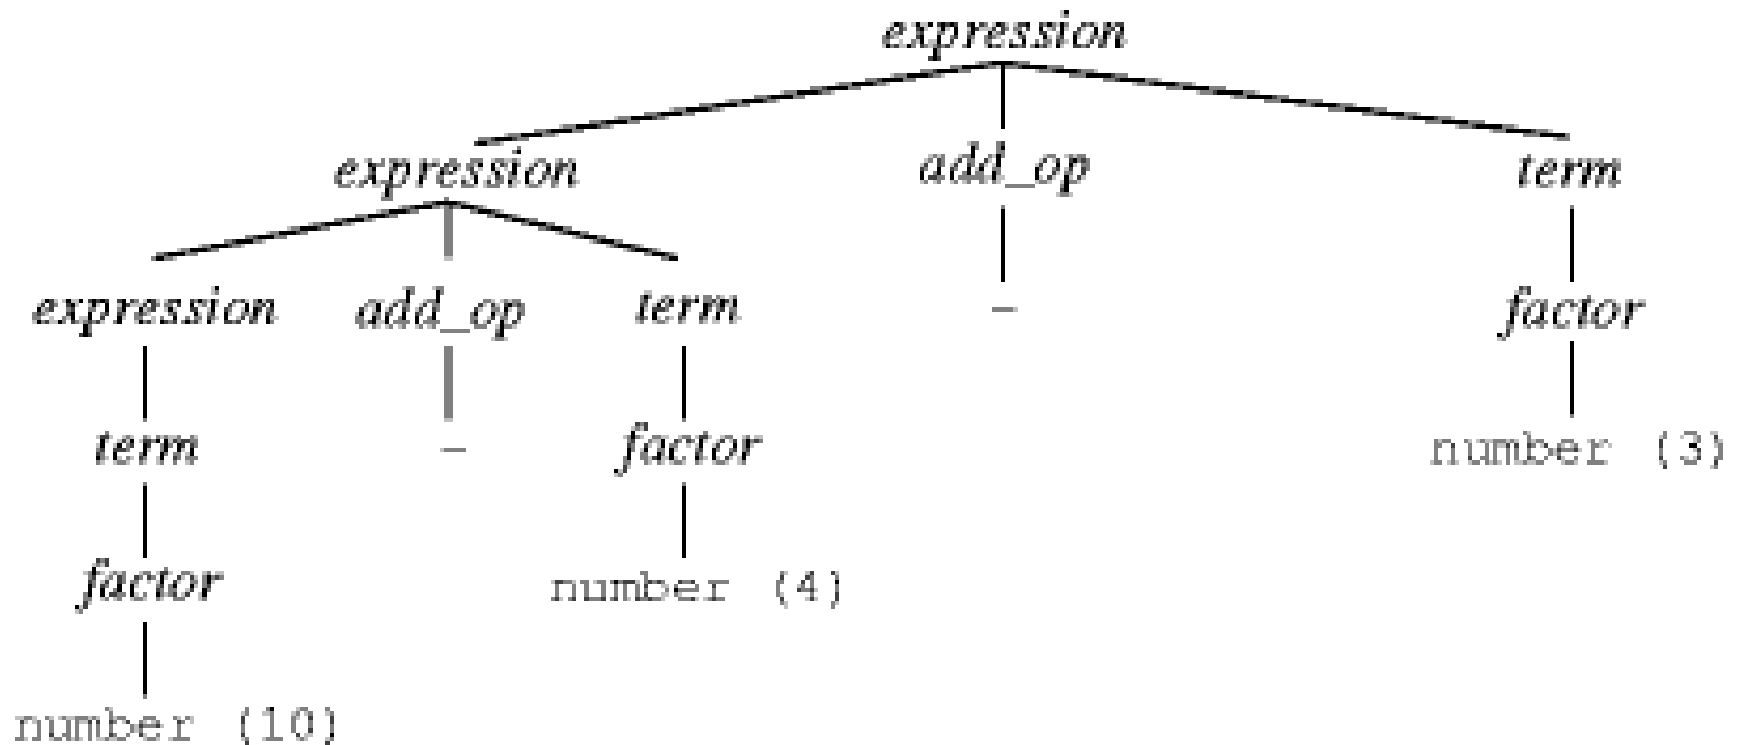 expression
expression add_op term
expression add_op term – factor
term – factor number (3)
factor number (4)
number (10)